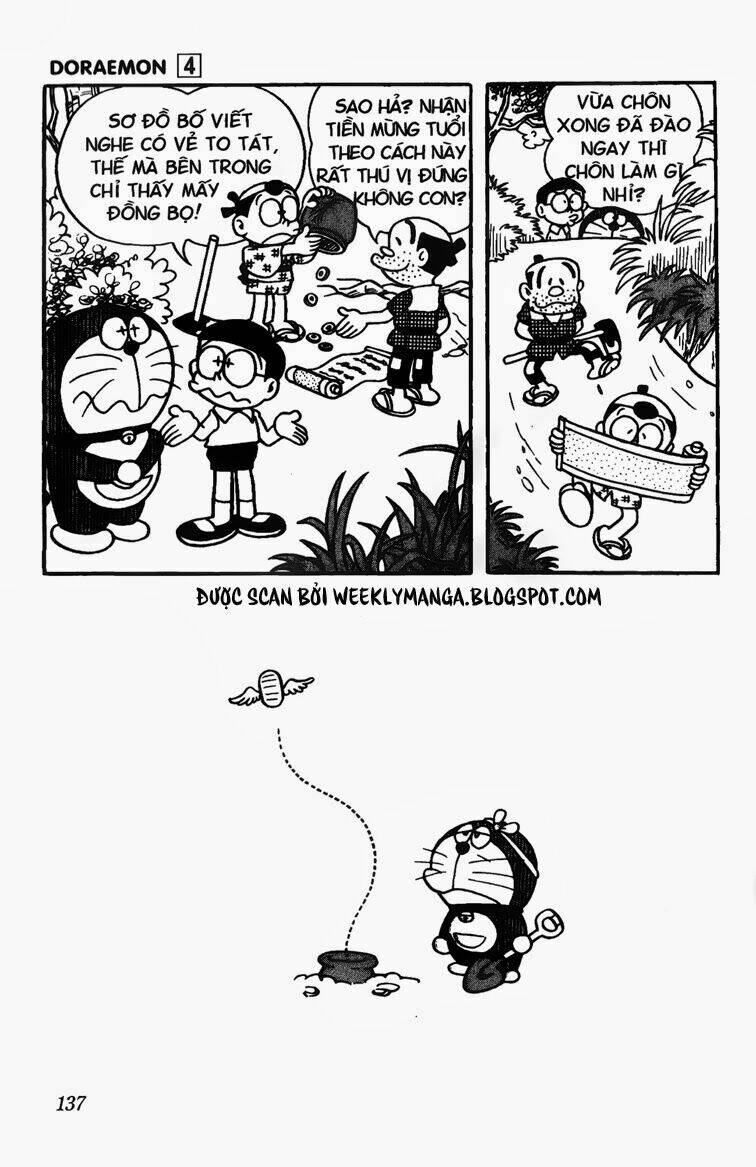 DORAEMON 4
VỪA CHÔN
XONG ĐÃ ĐÀO
NGAY THÌ
CHÔN LÀM GÌ
NHỈ?
SAO HẢ? NHẬN
TIỀN MỪNG TUỔI
THEO CÁCH NÀY
RẤT THÚ VỊ ĐÚNG
KHÔNG CON?
SƠ ĐỒ BỐ VIẾT
NGHE CÓ VẺ TO TÁT,
THẾ MÀ BÊN TRONG
CHỈ THẤY MẤY
ĐỒNG BỌ!
ĐƯỢC SCAN BỞI WEEKLYMANGA.BLOGSPOT.COM
137